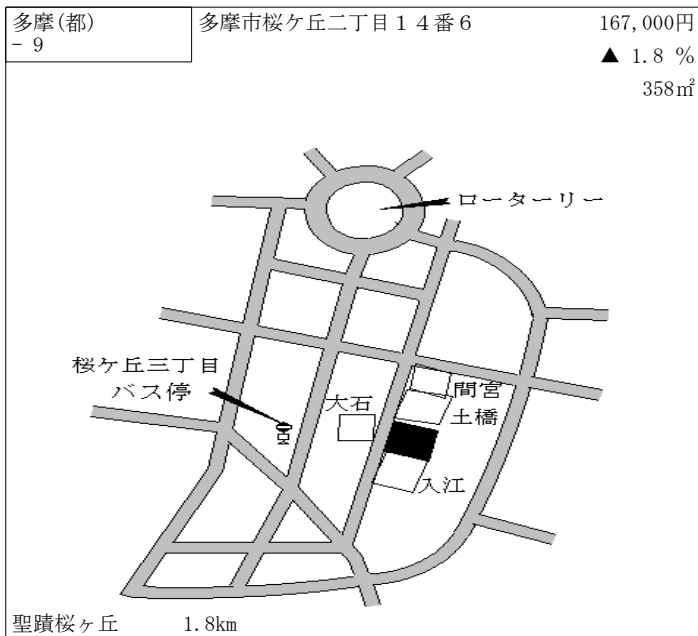 多摩(都)
- 9
多摩市桜ケ丘二丁目１４番６
167,000円
▲ 1.8 %
358㎡
ロータリー
桜ケ丘三丁目
バス停
大石
間宮
土橋
入江
聖蹟桜ヶ丘 1.8km